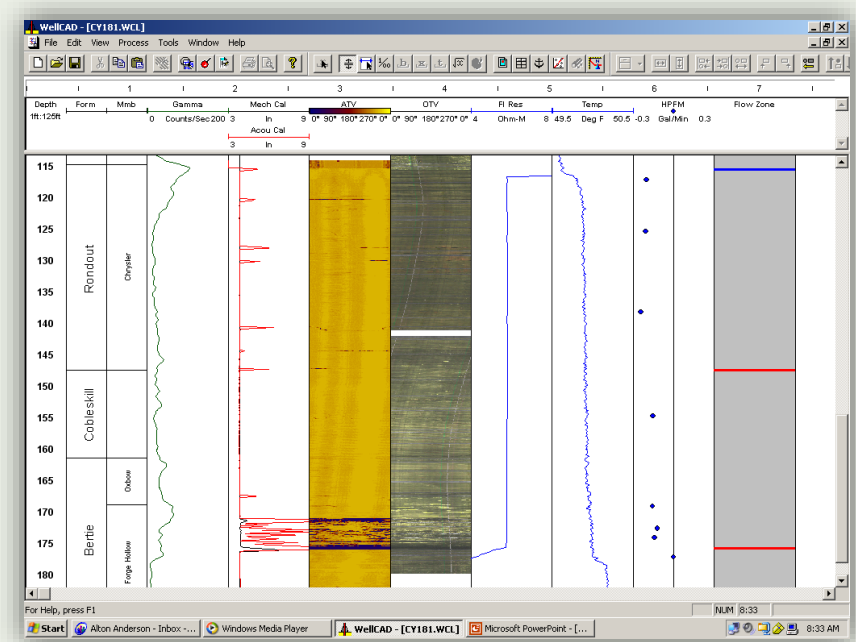 WellCAD - [CY181.WCL]
File Edit View Process Tools Window Help
1 2 3 4 5 6 7
Depth Form Mmb Gamma Mech Cal ATV OTV Fl Res Temp HPFM Flow Zone
1ft:125ft 0 Counts/Sec 200 3 In 9 0° 90° 180° 270° 0° 0° 90° 180° 270° 0° 4 Ohm-M 8 49.5 Deg F 50.5 -0.3 Gal/Min 0.3
Acou Cal
3 In 9
115
120
125
130
135
140
145
150
155
160
165
170
175
180
Rondout
Cobleskill
Bertie
Chrysler
Oxbow
Forge Hollow
For Help, press F1
NUM 8:33
Start Alton Anderson - Inbox -... Windows Media Player WellCAD - [CY181.WCL] Microsoft PowerPoint - [... 8:33 AM